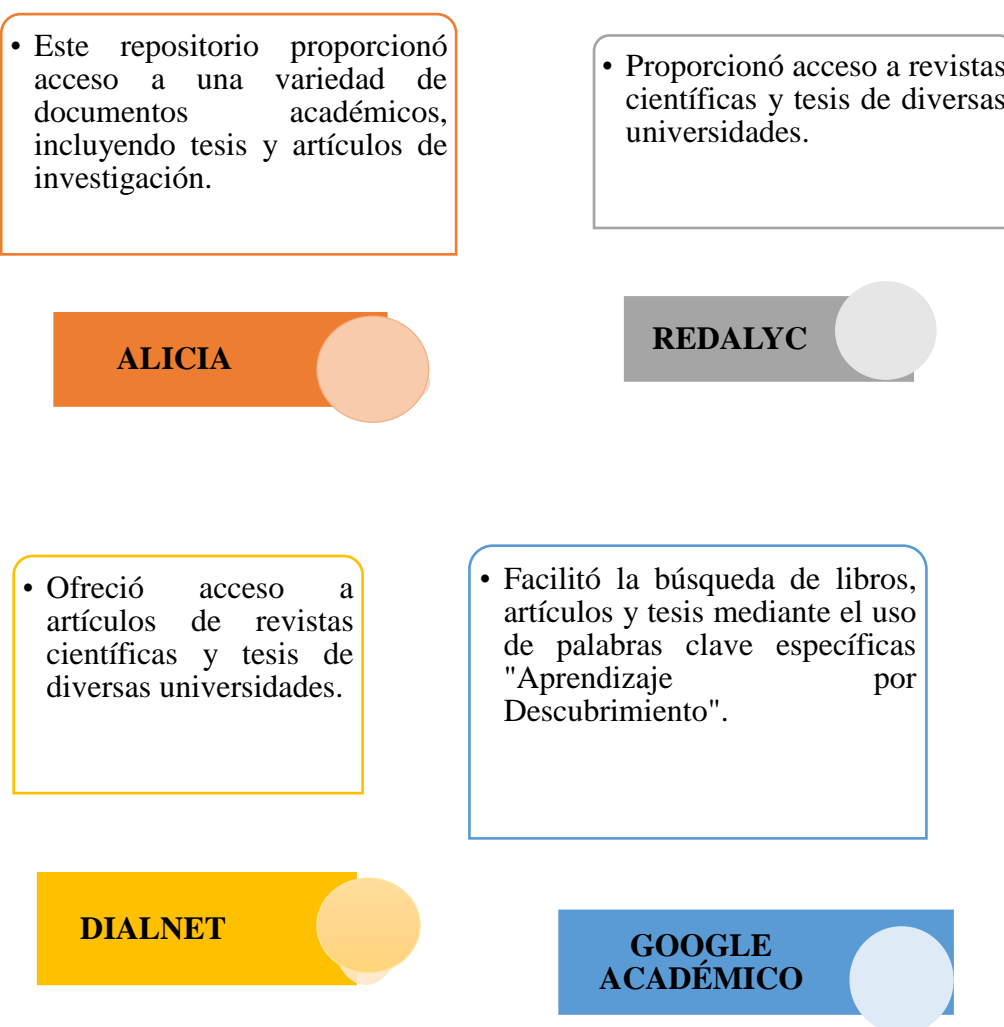 • Este repositorio proporcionó
acceso a una variedad de
documentos académicos,
incluyendo tesis y artículos de
investigación.
ALICIA
• Proporcionó acceso a revistas
científicas y tesis de diversas
universidades.
REDALYC
• Ofreció acceso a
artículos de revistas
científicas y tesis de
diversas universidades.
DIALNET
• Facilitó la búsqueda de libros,
artículos y tesis mediante el uso
de palabras clave específicas
"Aprendizaje por
Descubrimiento".
GOOGLE
ACADÉMICO